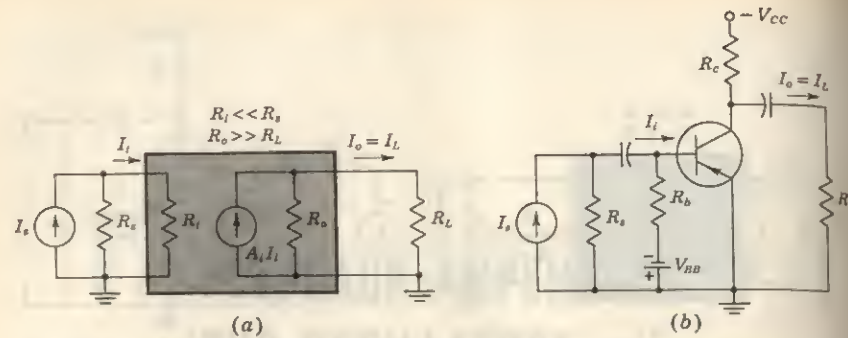 R_i << R_s
R_o >> R_L
I_i
I_o = I_L
I_s
R_s
R_i
A_i I_i
R_o
R_L
(a)
− V_CC
R_c
I_o = I_L
I_i
I_s
R_s
R_b
V_BB
− +
R
(b)